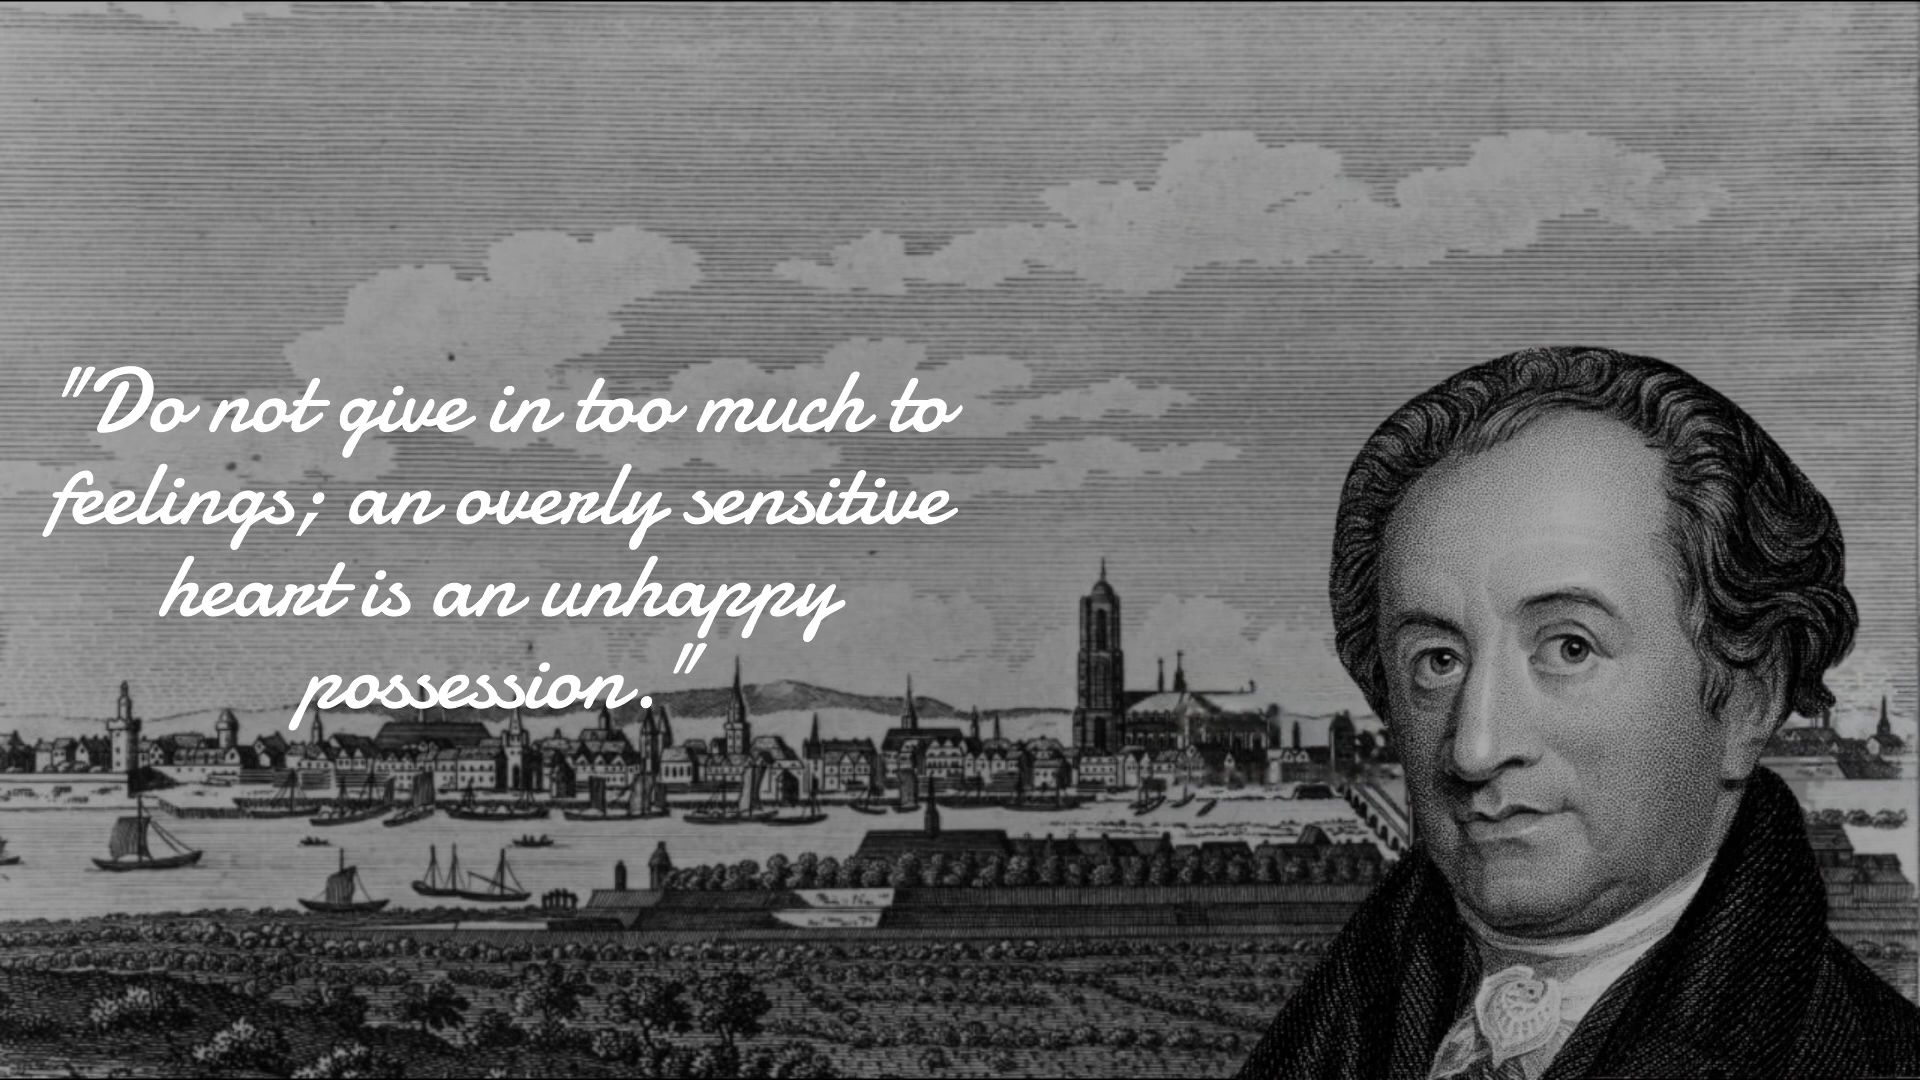 "Do not give in too much to
feelings; an overly sensitive
heart is an unhappy
possession."